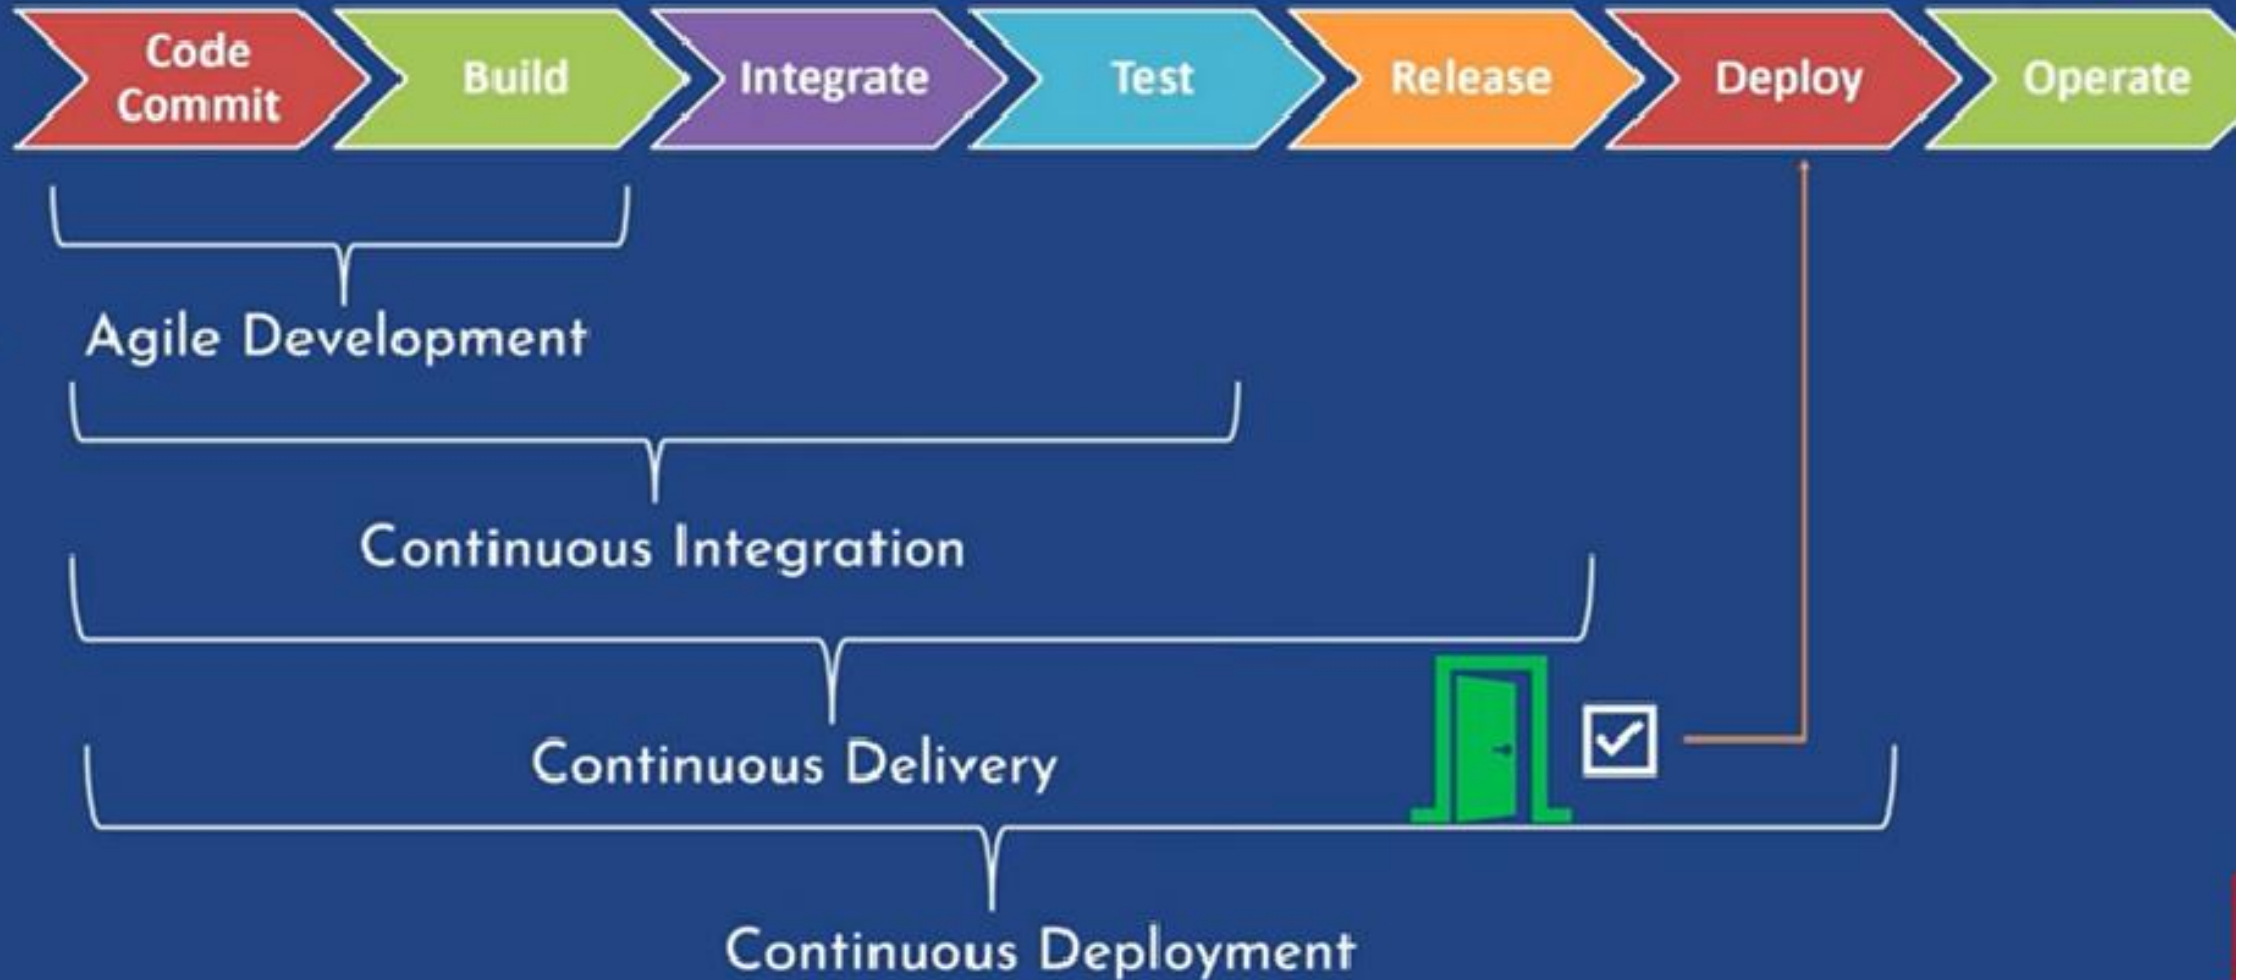 Code
Commit
Build
Integrate
Test
Release
Deploy
Operate
Agile Development
Continuous Integration
Continuous Delivery
Continuous Deployment